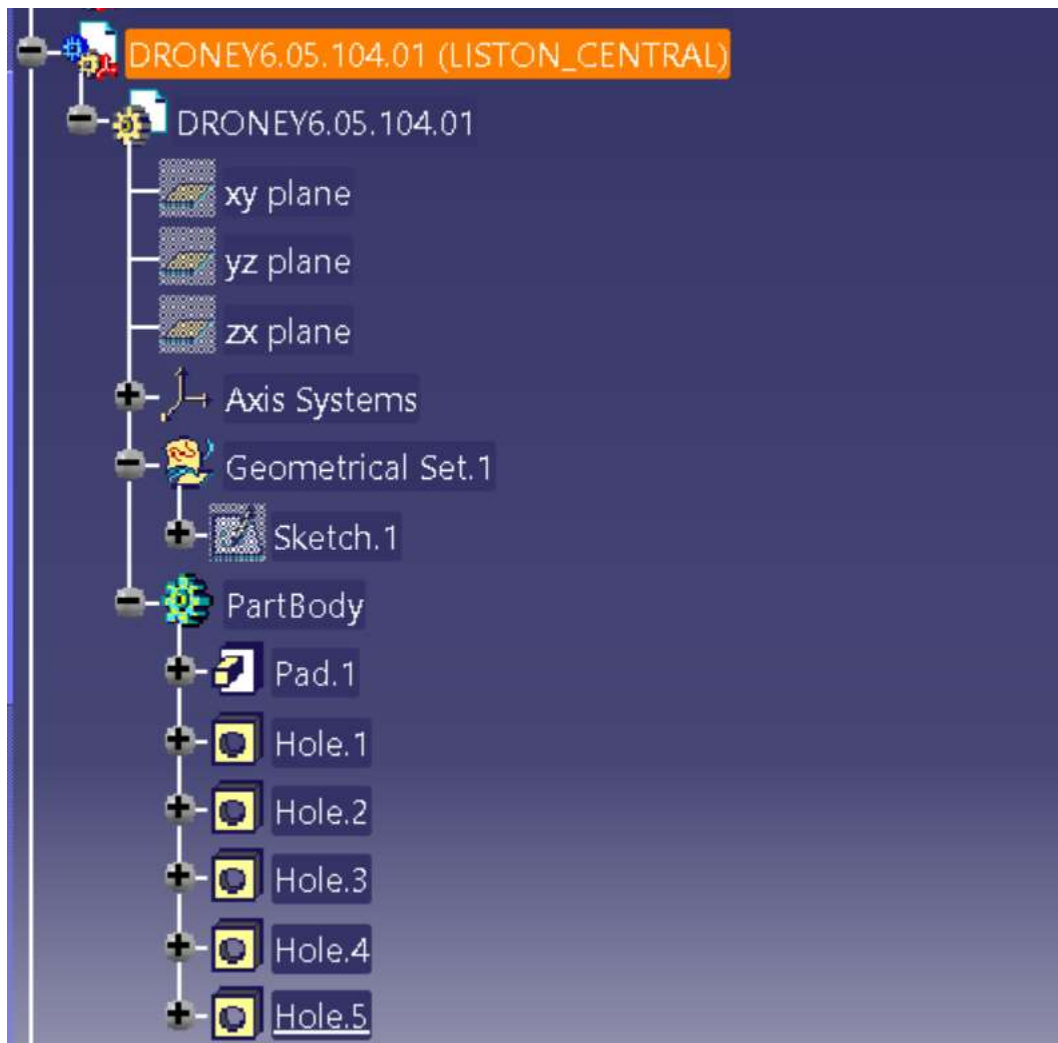 DRONEY6.05.104.01 (LISTON_CENTRAL)
DRONEY6.05.104.01
xy plane
yz plane
zx plane
Axis Systems
Geometrical Set.1
Sketch.1
PartBody
Pad.1
Hole.1
Hole.2
Hole.3
Hole.4
Hole.5